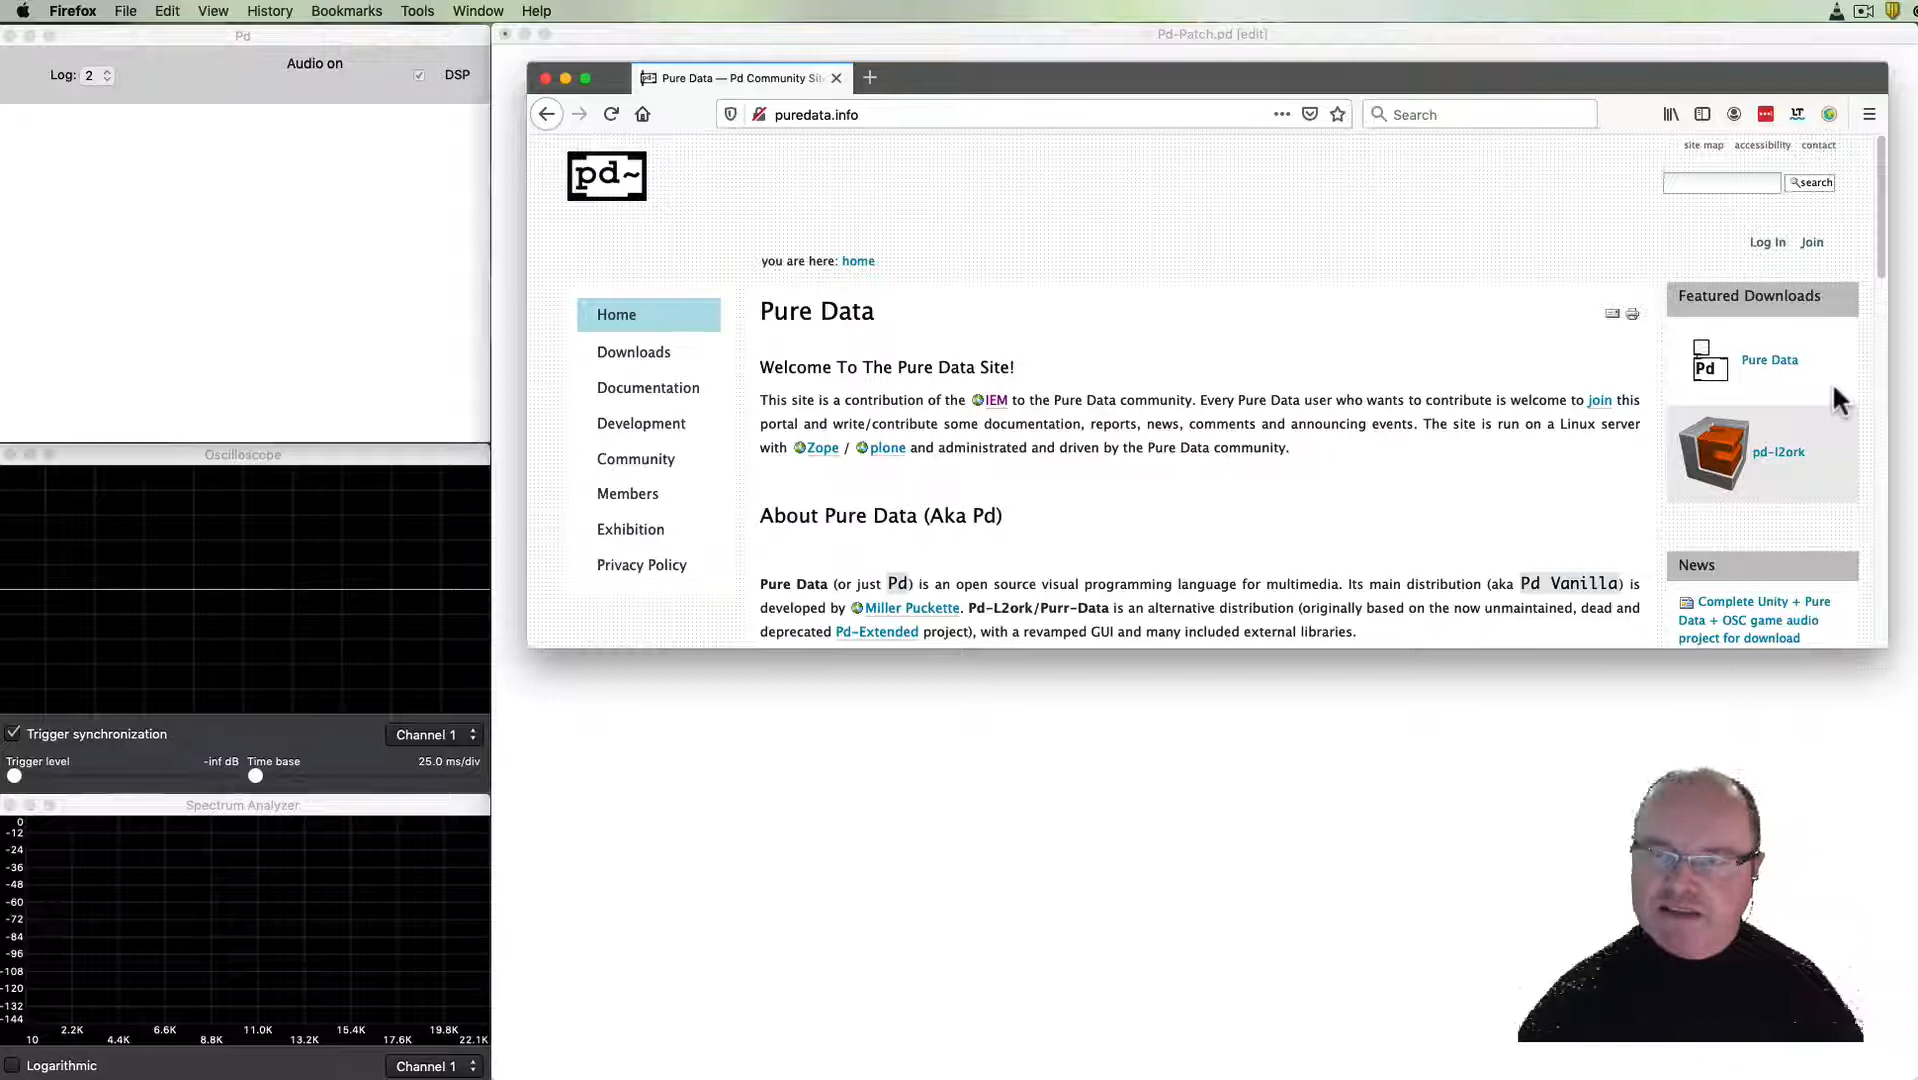 Firefox File Edit View History Bookmarks Tools Window Help
Pd
Log: 2
Audio on
DSP
Oscilloscope
Trigger synchronization
Channel 1
Trigger level
-inf dB
Time base
25.0 ms/div
Spectrum Analyzer
0
-12
-24
-36
-48
-60
-72
-84
-96
-108
-120
-132
-144
2.2K 6.6K 11.0K 15.4K 19.8K
10 4.4K 8.8K 13.2K 17.6K 22.1K
Logarithmic
Channel 1
Pd-Patch.pd [edit]
Pure Data — Pd Community Sit
puredata.info
Search
LT
site map accessibility contact
pd~
search
Log In Join
you are here: home
Home
Downloads
Documentation
Development
Community
Members
Exhibition
Privacy Policy
Pure Data
Welcome To The Pure Data Site!
This site is a contribution of the IEM to the Pure Data community. Every Pure Data user who wants to contribute is welcome to join this
portal and write/contribute some documentation, reports, news, comments and announcing events. The site is run on a Linux server
with Zope / plone and administrated and driven by the Pure Data community.
About Pure Data (Aka Pd)
Pure Data (or just Pd) is an open source visual programming language for multimedia. Its main distribution (aka Pd Vanilla) is
developed by Miller Puckette. Pd-L2ork/Purr-Data is an alternative distribution (originally based on the now unmaintained, dead and
deprecated Pd-Extended project), with a revamped GUI and many included external libraries.
Featured Downloads
Pd
Pure Data
pd-l2ork
News
Complete Unity + Pure
Data + OSC game audio
project for download